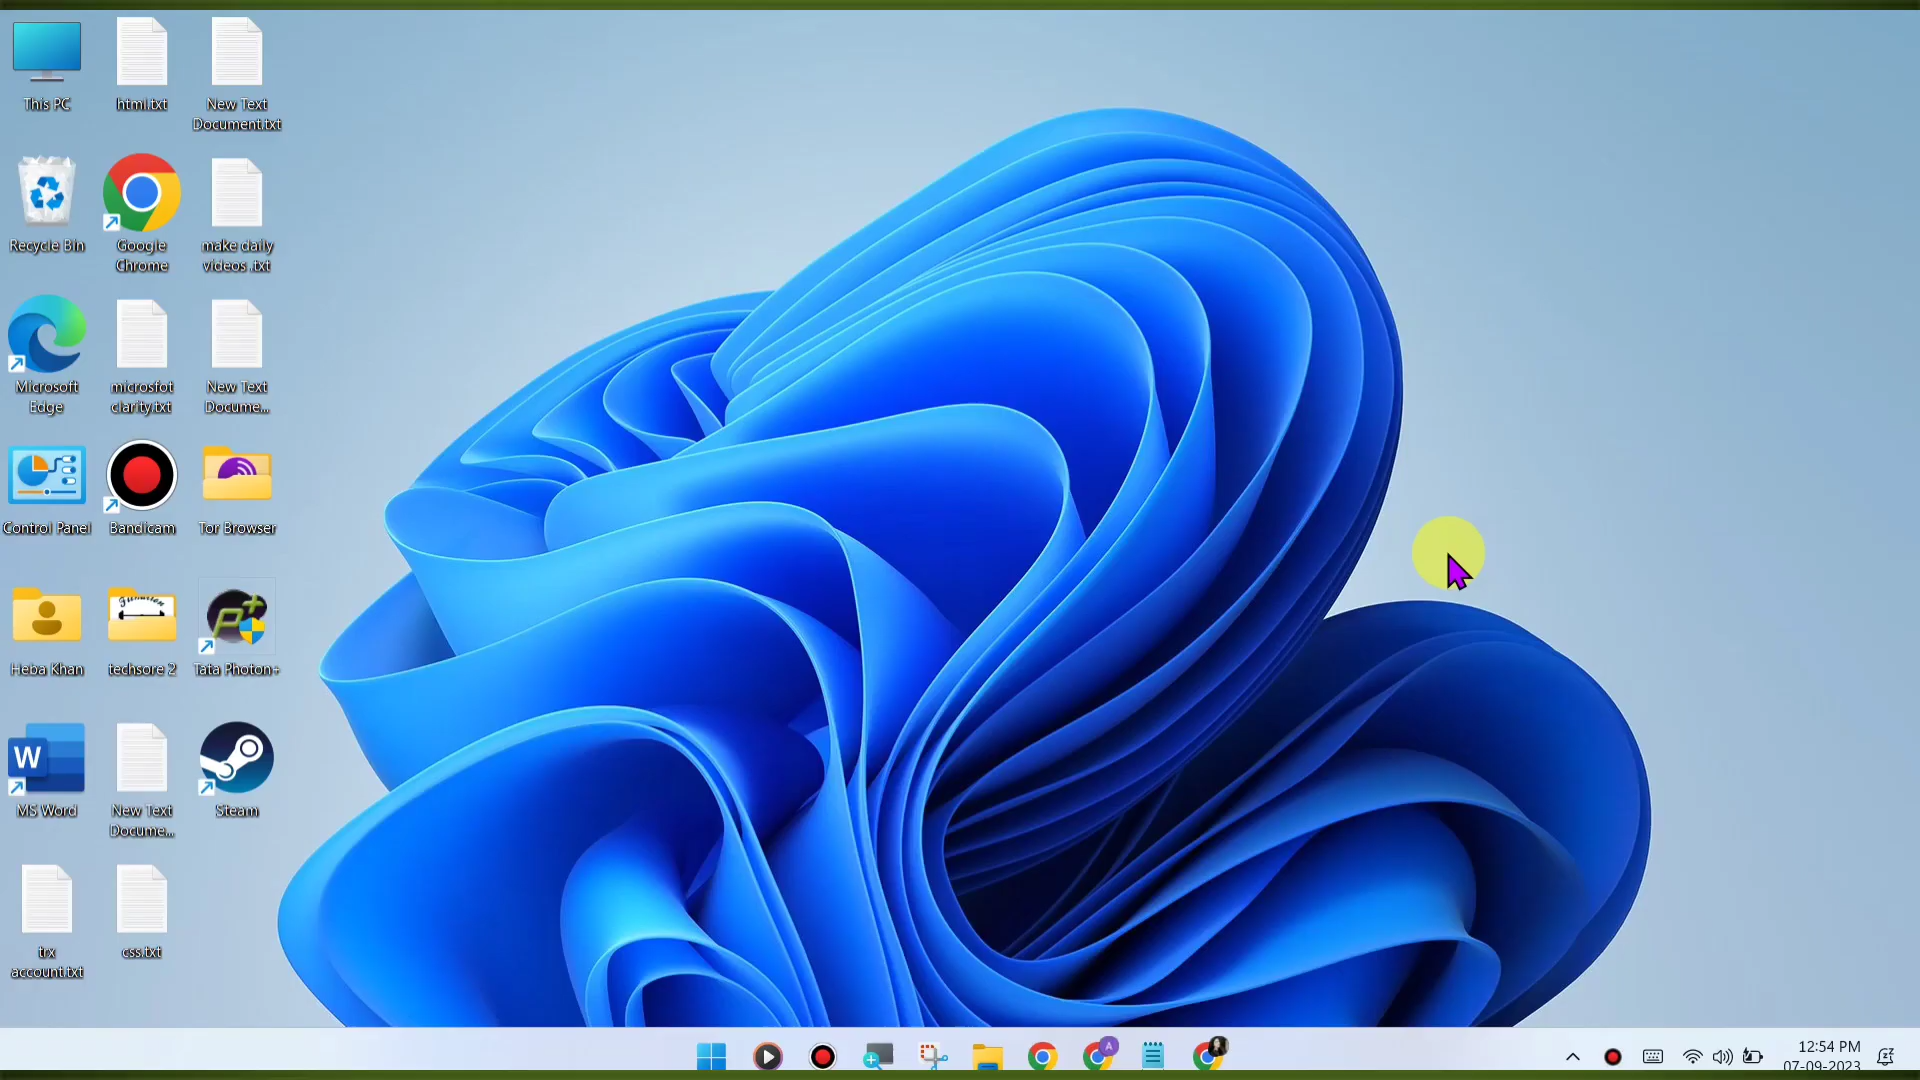 This PC
html.txt
New Text
Document.txt
Recycle Bin
Google
Chrome
make daily
videos .txt
Microsoft
Edge
microsfot
clarity.txt
New Text
Docume...
Control Panel
Bandicam
Tor Browser
Heba Khan
techsore 2
Tata Photon+
W
MS Word
New Text
Docume...
Steam
trx
account.txt
css.txt
A
12:54 PM
07-09-2023